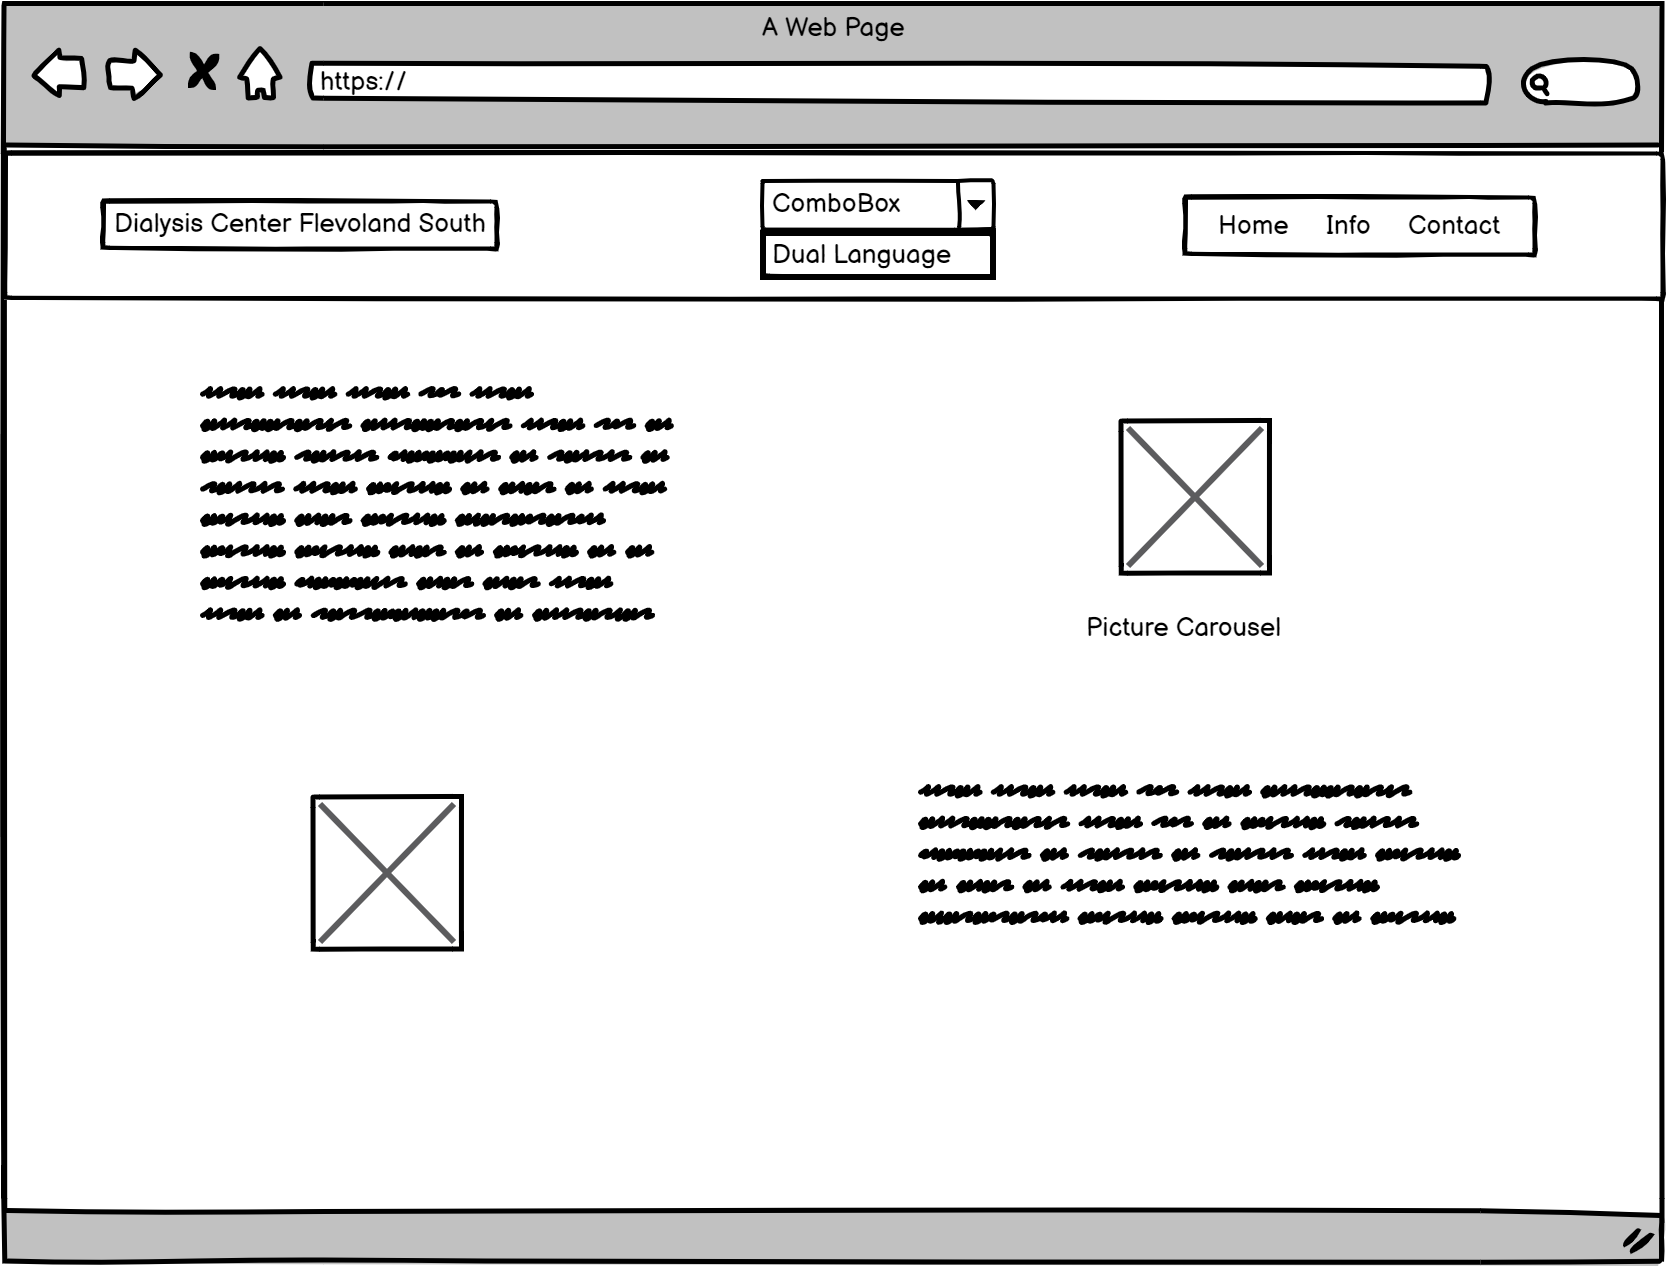 A Web Page
https://
Dialysis Center Flevoland South
ComboBox
Dual Language
Home Info Contact
Picture Carousel